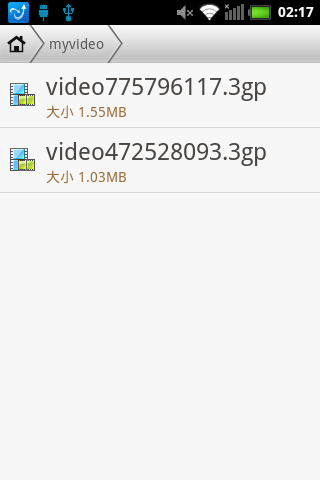 02:17
myvideo
video775796117.3gp
大小 1.55MB
video472528093.3gp
大小 1.03MB